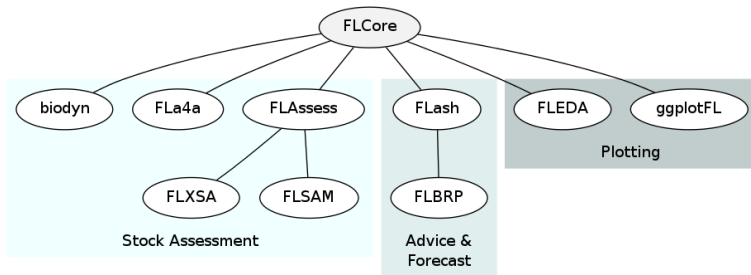 FLCore
biodyn
FLa4a
FLAssess
FLash
FLEDA
ggplotFL
Plotting
FLXSA
FLSAM
FLBRP
Stock Assessment
Advice &
Forecast